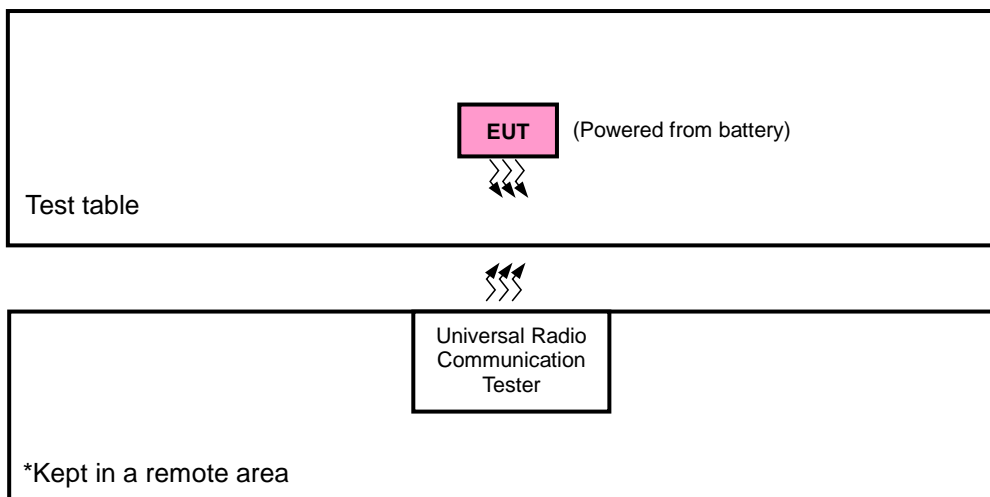 EUT
(Powered from battery)
Test table
Universal Radio
Communication
Tester
*Kept in a remote area